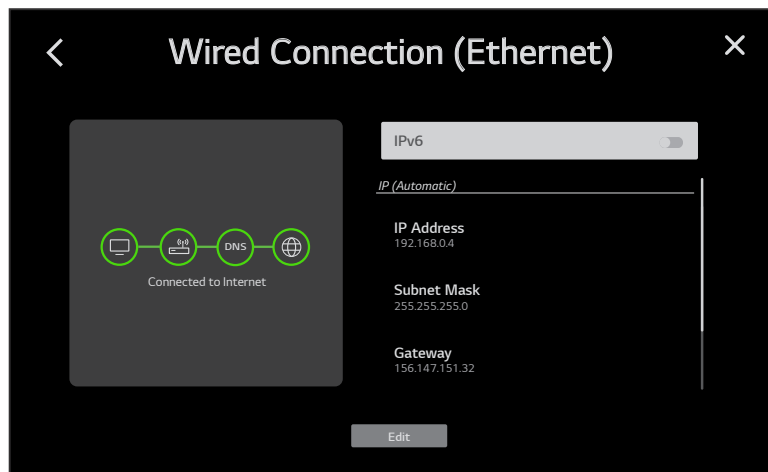 Wired Connection (Ethernet)
IPv6
IP (Automatic)
IP Address
192.168.0.4
Subnet Mask
255.255.255.0
Gateway
156.147.151.32
DNS
Connected to Internet
Edit